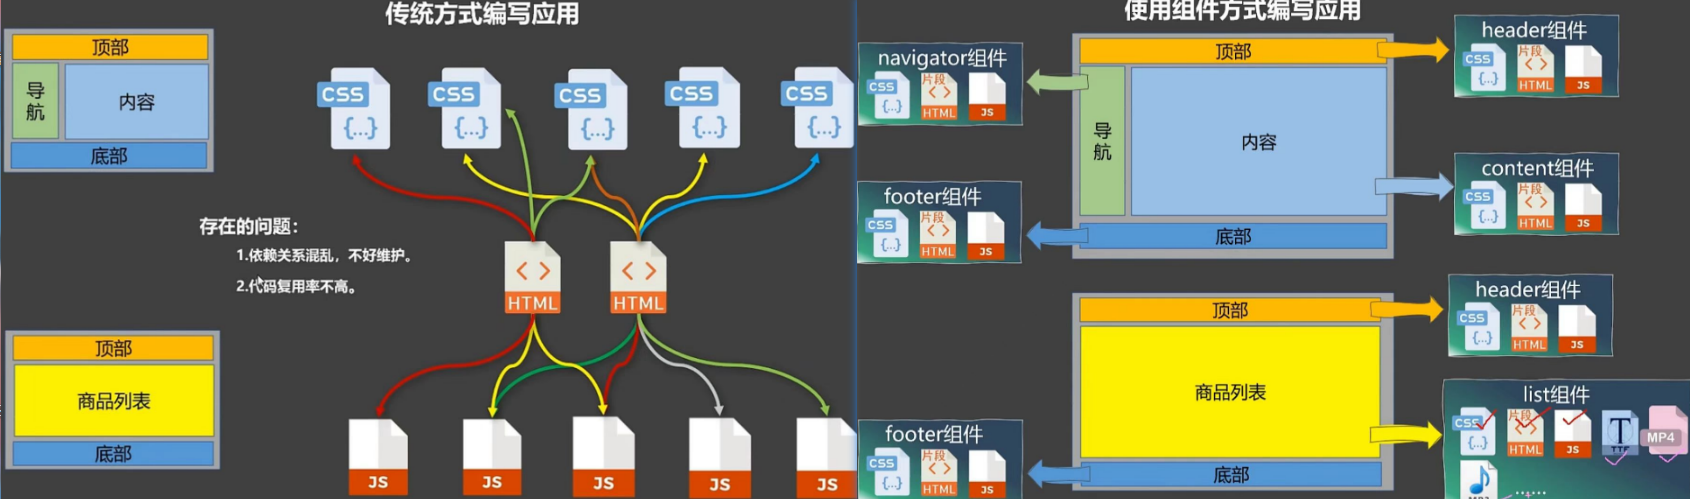 传统方式编写应用
顶部
导
航
内容
底部
CSS
{...}
CSS
{...}
CSS
{...}
CSS
{...}
CSS
{...}
存在的问题：
1.依赖关系混乱，不好维护。
2.代码复用率不高。
< >
HTML
< >
HTML
顶部
商品列表
底部
JS
JS
JS
JS
JS
使用组件方式编写应用
navigator组件
CSS
{...}
片段
< >
HTML
JS
顶部
导
航
内容
底部
header组件
CSS
{...}
片段
< >
HTML
JS
footer组件
CSS
{...}
片段
< >
HTML
JS
content组件
CSS
{...}
片段
< >
HTML
JS
顶部
商品列表
底部
header组件
CSS
{...}
片段
< >
HTML
JS
footer组件
CSS
{...}
片段
< >
HTML
JS
list组件
CSS
{...}
片段
< >
HTML
JS
T
TTF
MP4
MP3
......